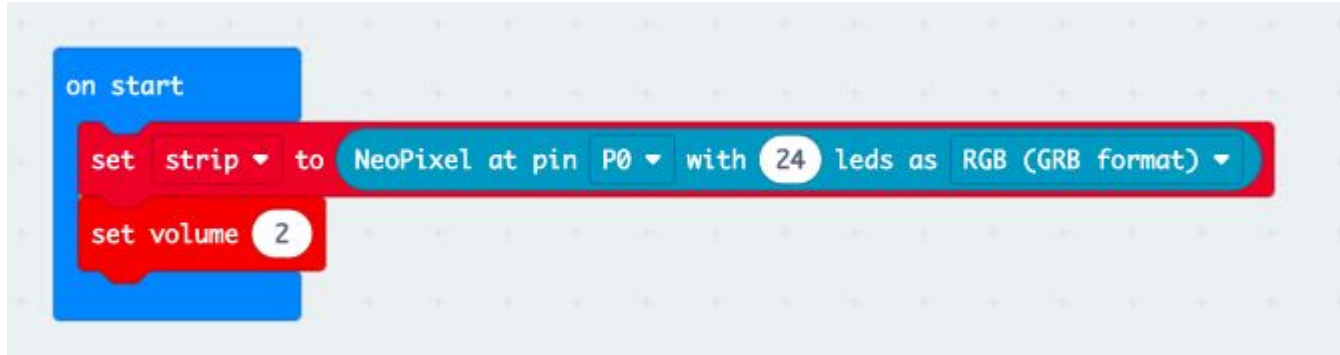 on start
set strip to NeoPixel at pin P0 with 24 leds as RGB (GRB format)
set volume 2